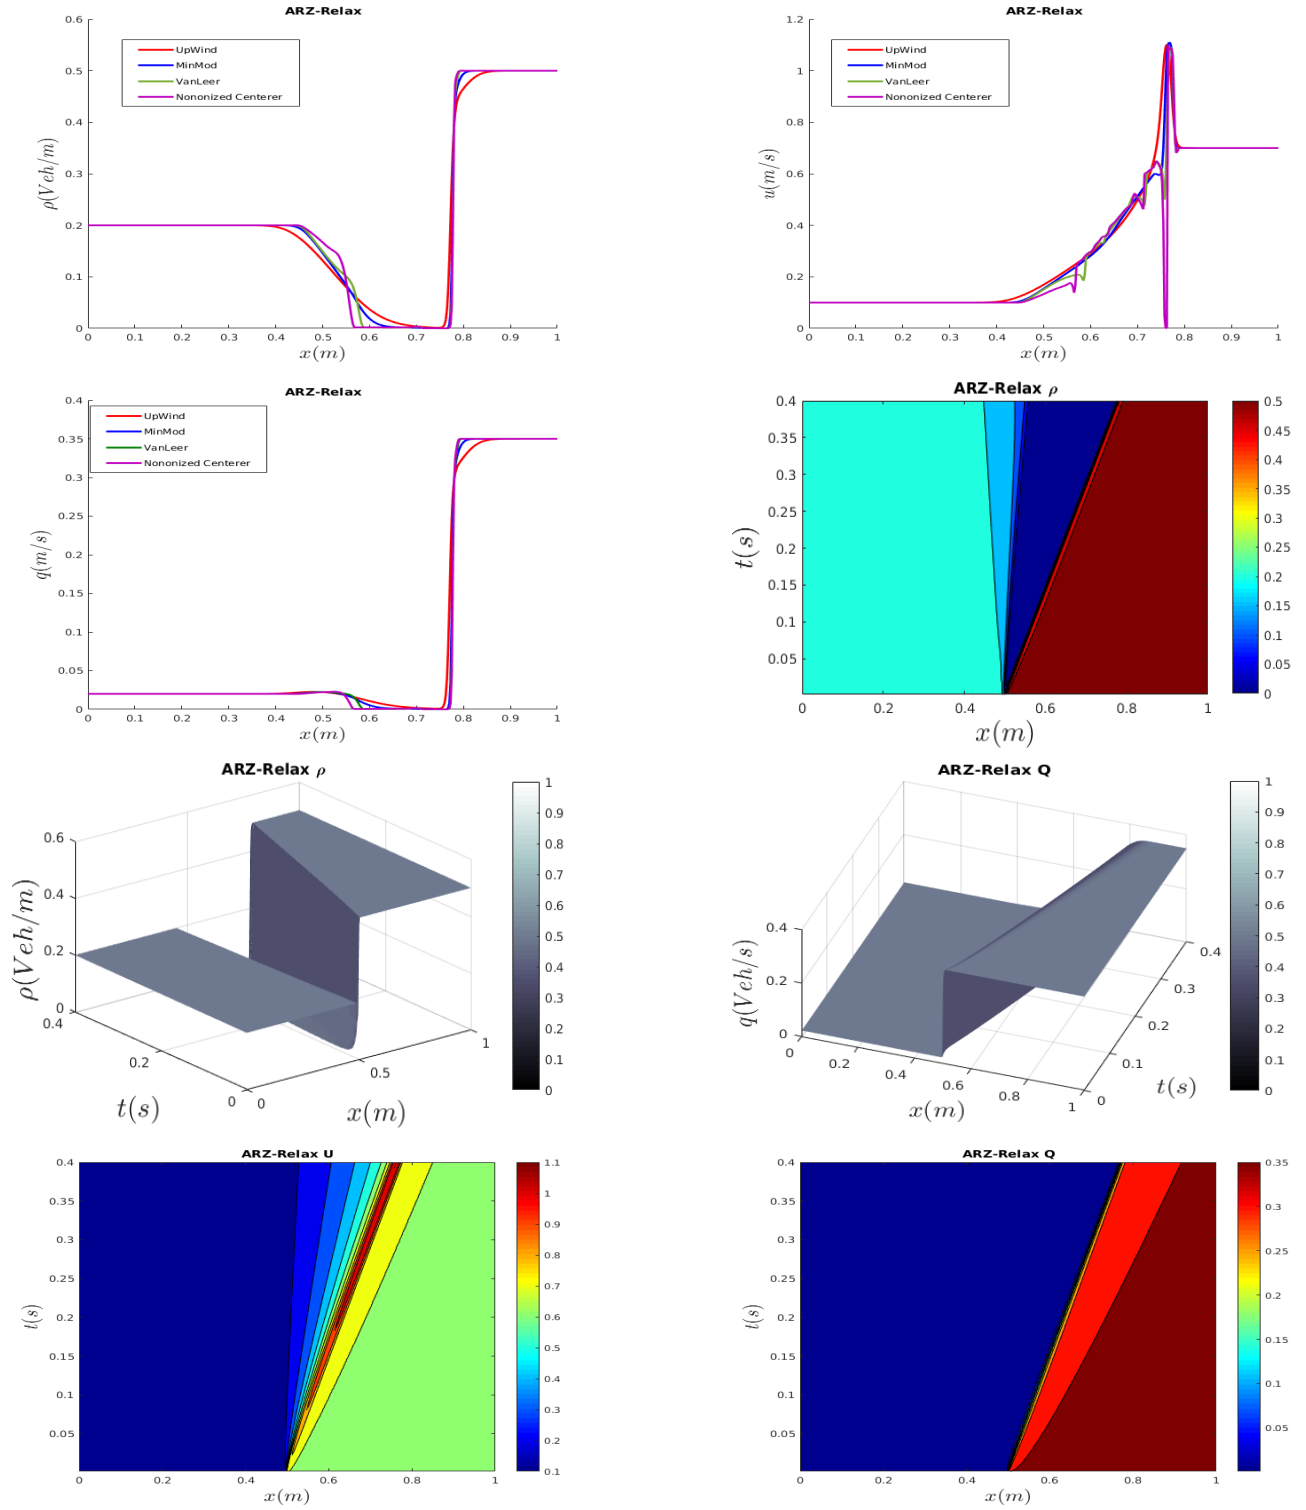 ARZ-Relax
0.6
0.5
0.4
0.3
0.2
0.1
0
ρ(Veh/m)
UpWind
MinMod
VanLeer
Nononized Centerer
0 0.1 0.2 0.3 0.4 0.5 0.6 0.7 0.8 0.9 1
x(m)
ARZ-Relax
1.2
1
0.8
0.6
0.4
0.2
0
u(m/s)
UpWind
MinMod
VanLeer
Nononized Centerer
0 0.1 0.2 0.3 0.4 0.5 0.6 0.7 0.8 0.9 1
x(m)
ARZ-Relax
0.4
0.35
0.3
0.25
0.2
0.15
0.1
0.05
0
q(m/s)
UpWind
MinMod
VanLeer
Nononized Centerer
0 0.1 0.2 0.3 0.4 0.5 0.6 0.7 0.8 0.9 1
x(m)
ARZ-Relax ρ
0.4
0.35
0.3
0.25
0.2
0.15
0.1
0.05
t(s)
0 0.2 0.4 0.6 0.8 1
x(m)
0.5
0.45
0.4
0.35
0.3
0.25
0.2
0.15
0.1
0.05
0
ARZ-Relax ρ
0.6
0.4
0.2
0
ρ(Veh/m)
0.4
0.2
0
t(s)
0
0.5
1
x(m)
1
0.9
0.8
0.7
0.6
0.5
0.4
0.3
0.2
0.1
0
ARZ-Relax Q
0.4
0.2
0
q(Veh/s)
0
0.2
0.4
0.6
0.8
1
x(m)
0
0.1
0.2
0.3
0.4
t(s)
1
0.9
0.8
0.7
0.6
0.5
0.4
0.3
0.2
0.1
0
ARZ-Relax U
0.4
0.35
0.3
0.25
0.2
0.15
0.1
0.05
t(s)
0 0.2 0.4 0.6 0.8 1
x(m)
1.1
1
0.9
0.8
0.7
0.6
0.5
0.4
0.3
0.2
0.1
ARZ-Relax Q
0.4
0.35
0.3
0.25
0.2
0.15
0.1
0.05
t(s)
0 0.2 0.4 0.6 0.8 1
x(m)
0.35
0.3
0.25
0.2
0.15
0.1
0.05